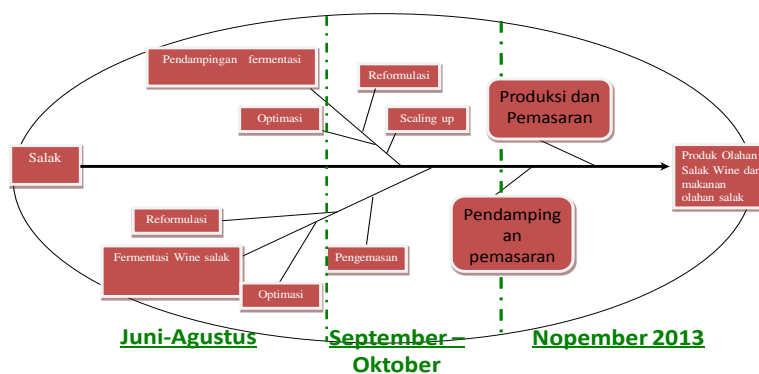 Pendampingan fermentasi
Reformulasi
Optimasi
Scaling up
Produksi dan
Pemasaran
Salak
Produk Olahan
Salak Wine dan
makanan
olahan salak
Reformulasi
Fermentasi Wine salak
Optimasi
Pengemasan
Pendamping
an
pemasaran
Juni-Agustus
September –
Oktober
Nopember 2013